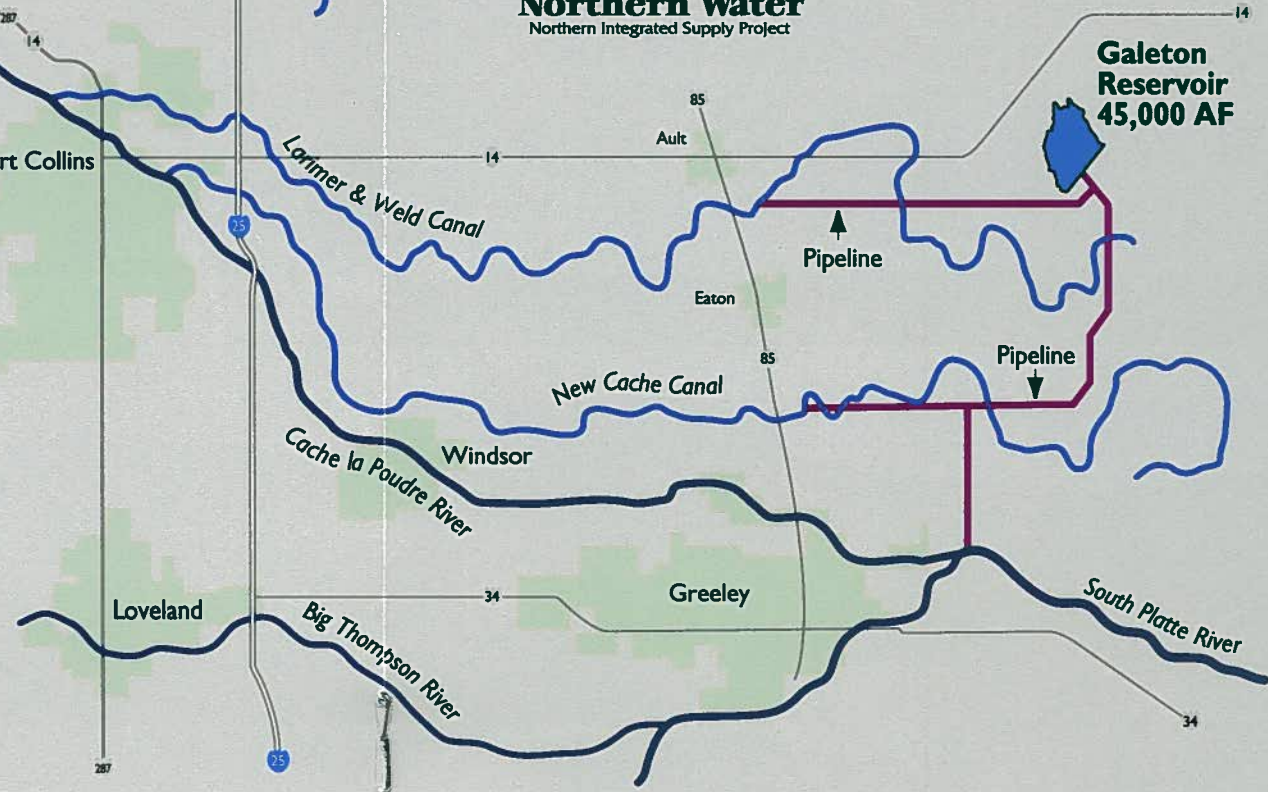 Northern Water
Northern Integrated Supply Project
287
14
14
Galeton
Reservoir
45,000 AF
85
Ault
rt Collins
14
Larimer & Weld Canal
25
Pipeline
Eaton
85
Pipeline
New Cache Canal
Windsor
Cache la Poudre River
34
Greeley
Loveland
Big Thompson River
South Platte River
34
25
287